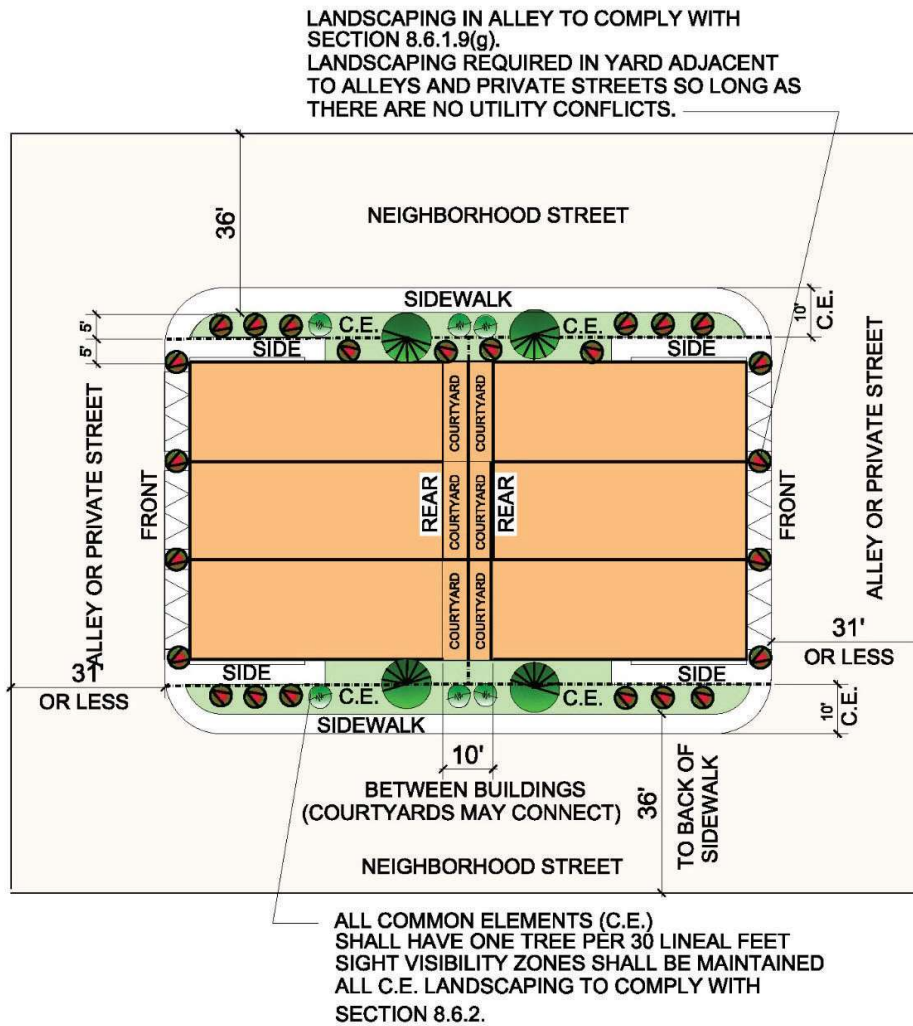 LANDSCAPING IN ALLEY TO COMPLY WITH
SECTION 8.6.1.9(g).
LANDSCAPING REQUIRED IN YARD ADJACENT
TO ALLEYS AND PRIVATE STREETS SO LONG AS
THERE ARE NO UTILITY CONFLICTS.
36'
NEIGHBORHOOD STREET
SIDEWALK
10'
C.E.
5'
5'
C.E.
C.E.
SIDE
SIDE
ALLEY OR PRIVATE STREET
FRONT
COURTYARD
COURTYARD
REAR
COURTYARD
COURTYARD
REAR
COURTYARD
COURTYARD
FRONT
ALLEY OR PRIVATE STREET
31'
OR LESS
31'
OR LESS
SIDE
SIDE
C.E.
C.E.
10'
C.E.
SIDEWALK
10'
BETWEEN BUILDINGS
(COURTYARDS MAY CONNECT)
36'
TO BACK OF
SIDEWALK
NEIGHBORHOOD STREET
ALL COMMON ELEMENTS (C.E.)
SHALL HAVE ONE TREE PER 30 LINEAL FEET
SIGHT VISIBILITY ZONES SHALL BE MAINTAINED
ALL C.E. LANDSCAPING TO COMPLY WITH
SECTION 8.6.2.